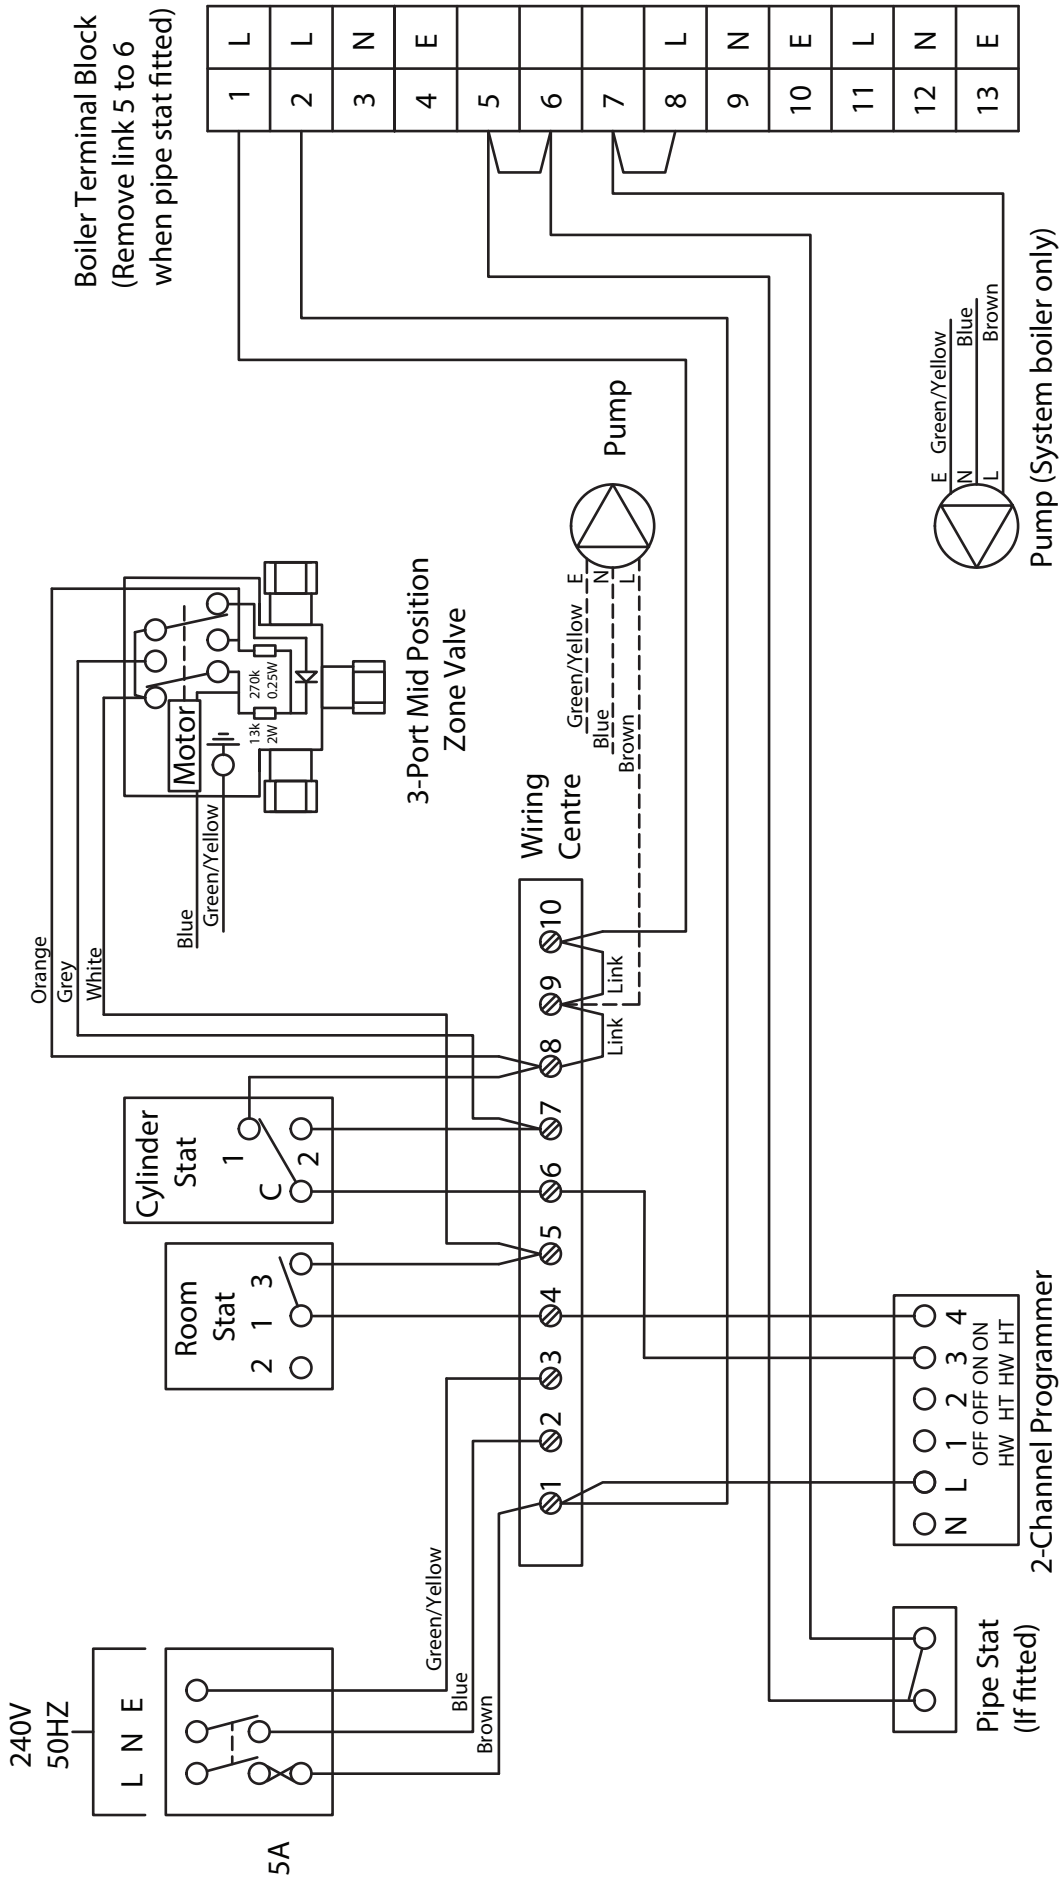 240V
50HZ
L N E
5A
Green/Yellow
Blue
Brown
Room
Stat
2 1 3
Cylinder
Stat
C
1
2
Orange
Grey
White
Blue
Green/Yellow
Motor
13k
2W
270k
0.25W
3-Port Mid Position
Zone Valve
Boiler Terminal Block
(Remove link 5 to 6
when pipe stat fitted)
1 L
2 L
3 N
4 E
5
6
7
8 L
9 N
10 E
11 L
12 N
13 E
1 2 3 4 5 6 7 8 9 10
Wiring
Centre
Link
Link
Green/Yellow E
Blue N
Brown L
Pump
Pipe Stat
(If fitted)
N L 1 2 3 4
OFF OFF ON ON
HW HT HW HT
2-Channel Programmer
E Green/Yellow
N Blue
L Brown
Pump (System boiler only)